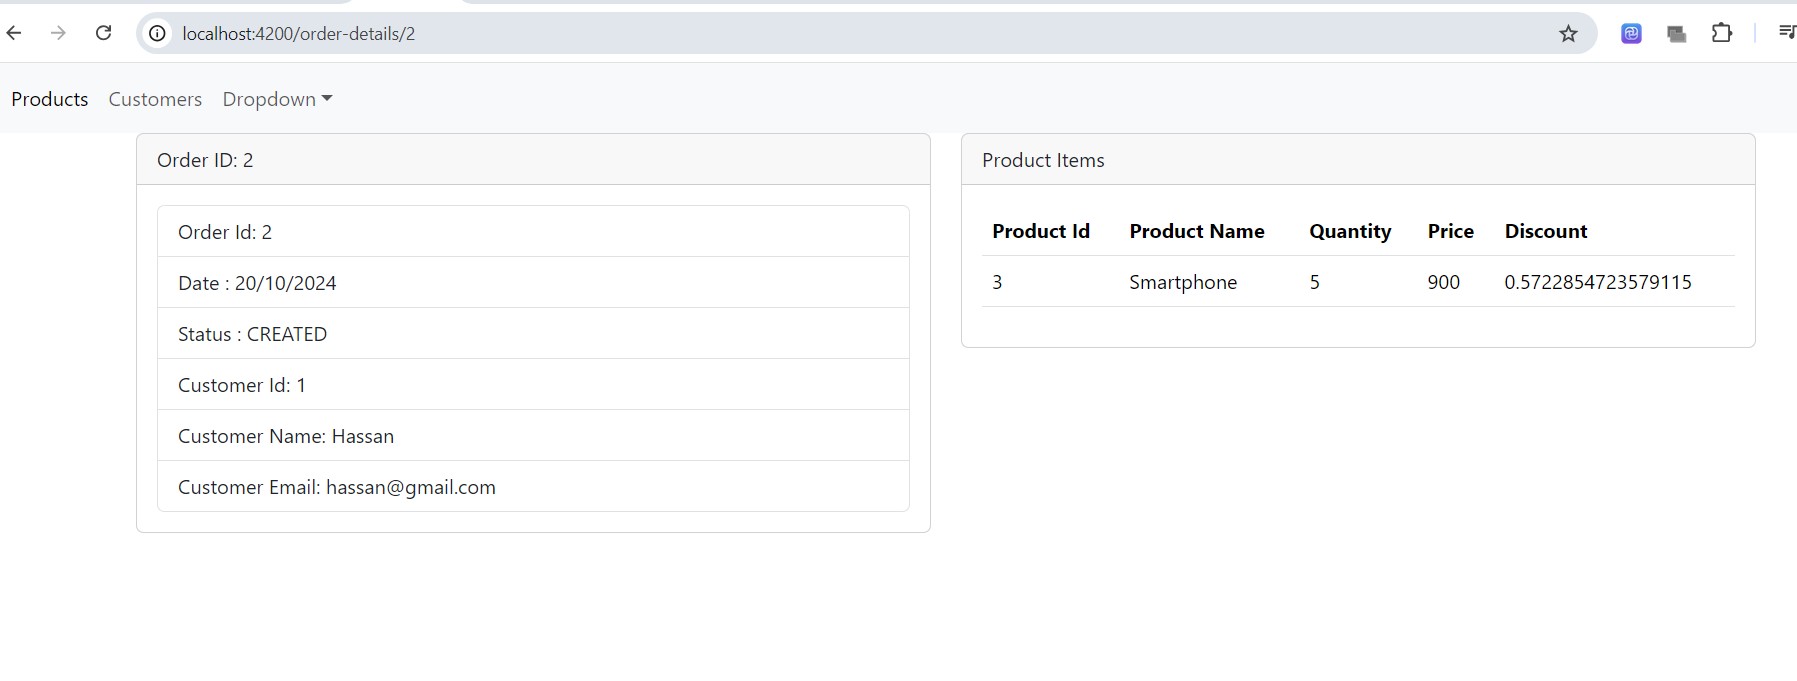 localhost:4200/order-details/2
Products Customers Dropdown
Order ID: 2
Order Id: 2
Date : 20/10/2024
Status : CREATED
Customer Id: 1
Customer Name: Hassan
Customer Email: hassan@gmail.com
Product Items
Product Id Product Name Quantity Price Discount
3 Smartphone 5 900 0.5722854723579115